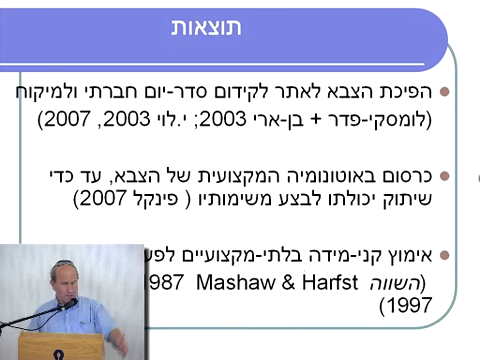 תוצאות
הפיכת הצבא לאתר לקידום סדר-יום חברתי ולמיקוח
(לומסקי-פדר + בן-ארי 2003; י.לוי 2003, 2007)
כרסום באוטונומיה המקצועית של הצבא, עד כדי
שיתוק יכולתו לבצע משימותיו ( פינקל 2007)
אימוץ קני-מידה בלתי-מקצועיים
(השווה Mashaw & Harfst 1987
1997)